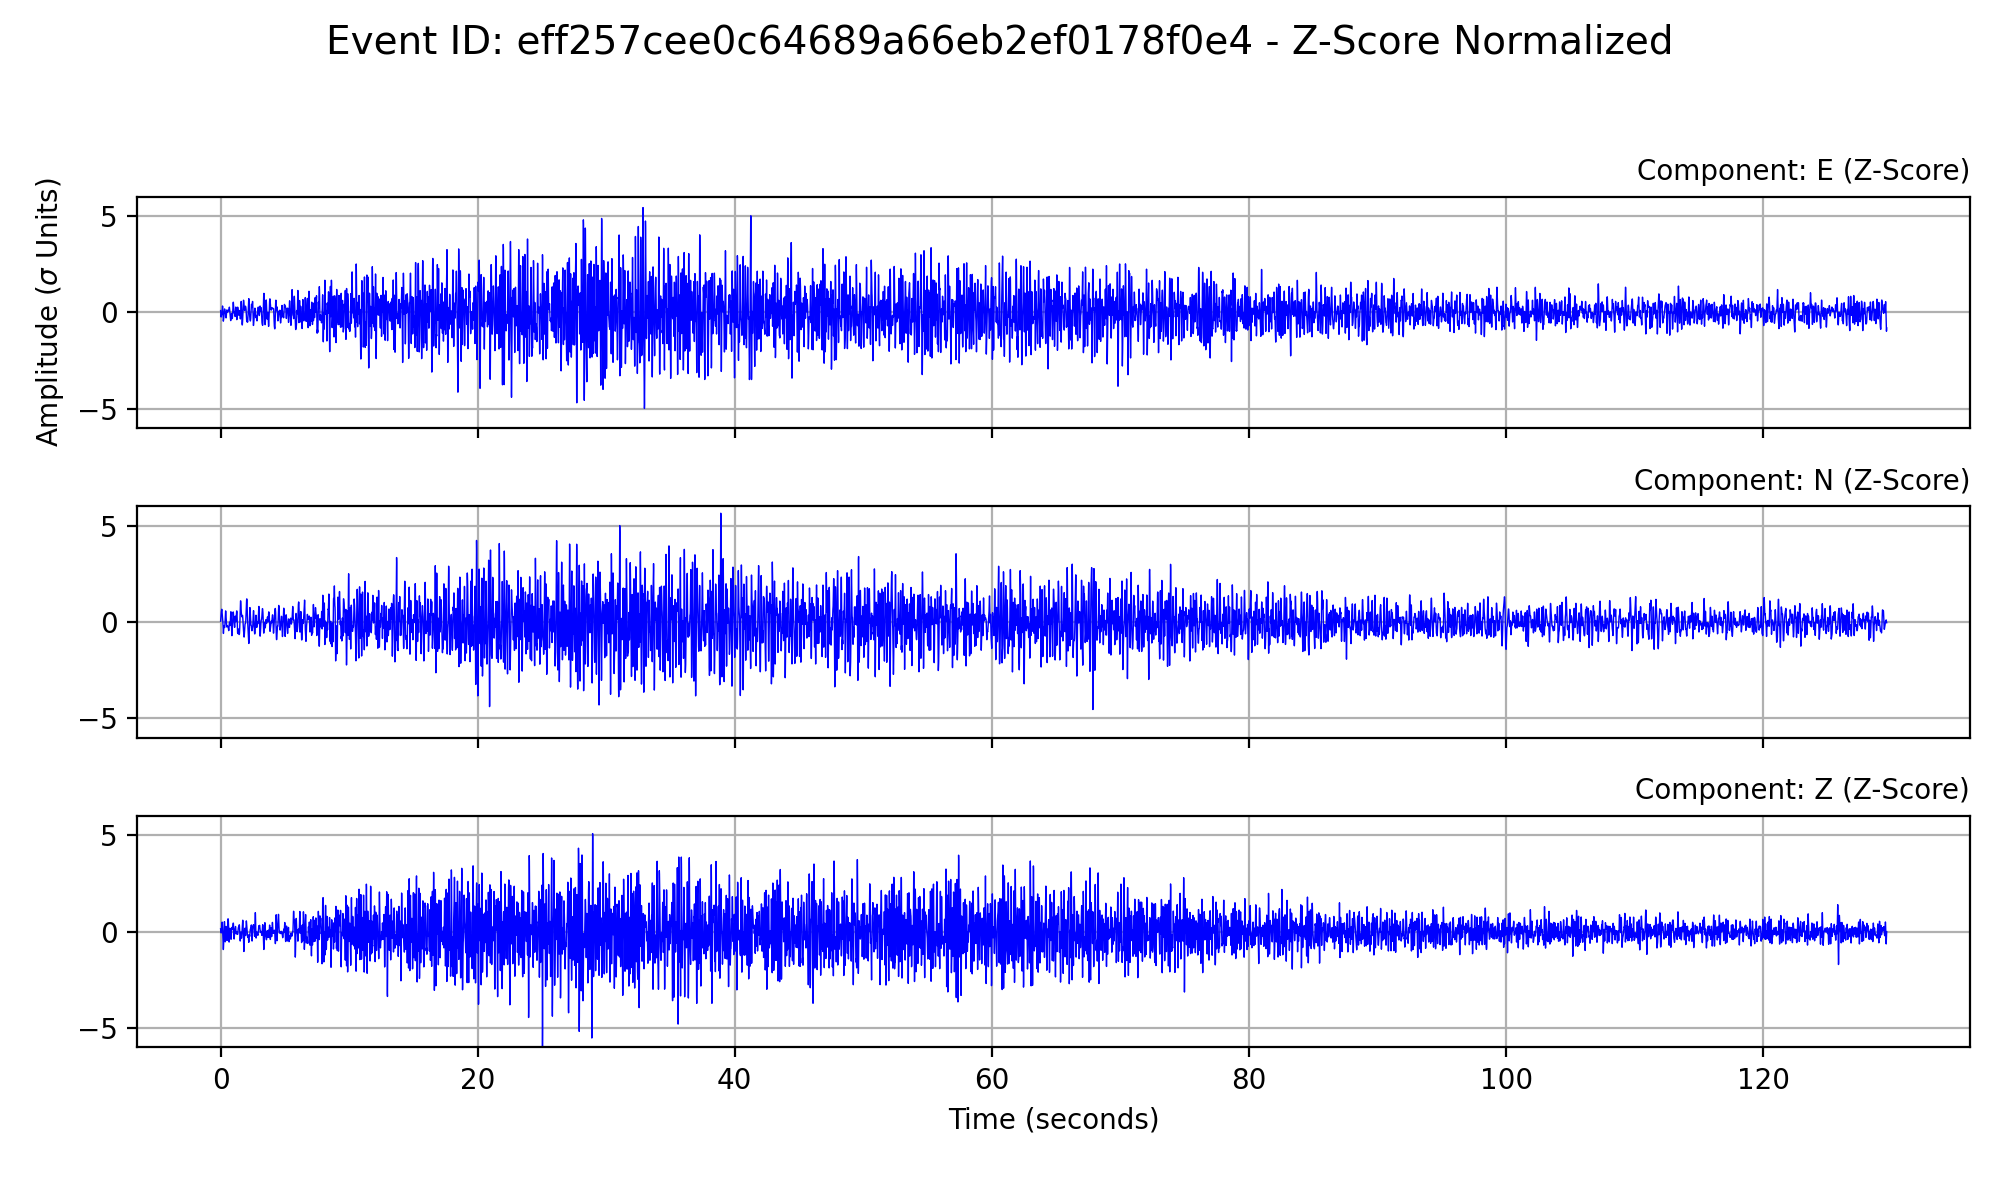 Event ID: eff257cee0c64689a66eb2ef0178f0e4 - Z-Score Normalized
Component: E (Z-Score)
Amplitude (σ Units)
5
0
−5
Component: N (Z-Score)
5
0
−5
Component: Z (Z-Score)
5
0
−5
0 20 40 60 80 100 120
Time (seconds)